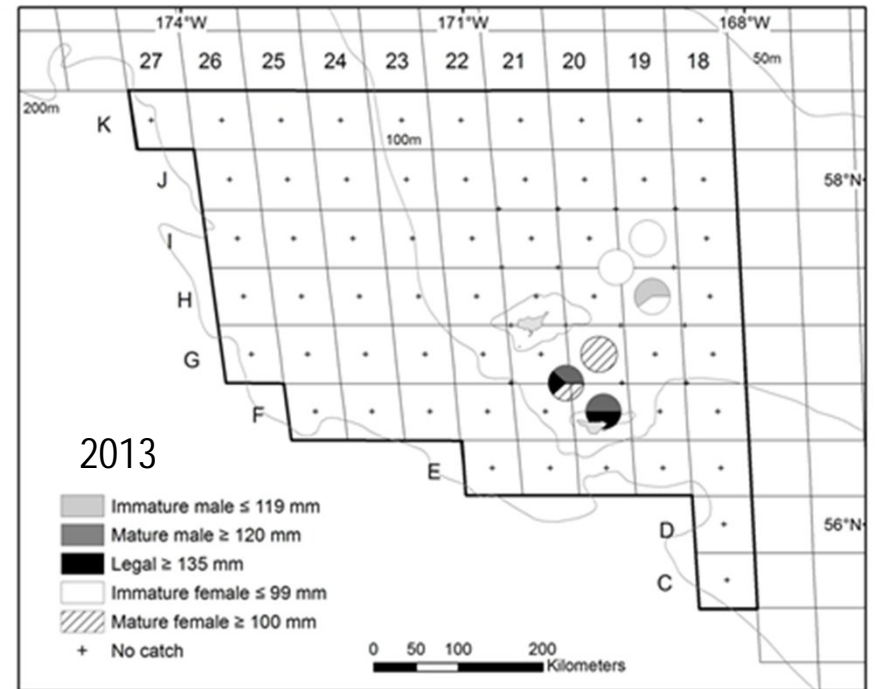 174°W 171°W 168°W
27 26 25 24 23 22 21 20 19 18 50m
200m
K
100m
J 58°N
I
H
G
F
2013
E
Immature male ≤ 119 mm
Mature male ≥ 120 mm
D 56°N
Legal ≥ 135 mm
C
Immature female ≤ 99 mm
Mature female ≥ 100 mm
No catch
0 50 100 200
Kilometers